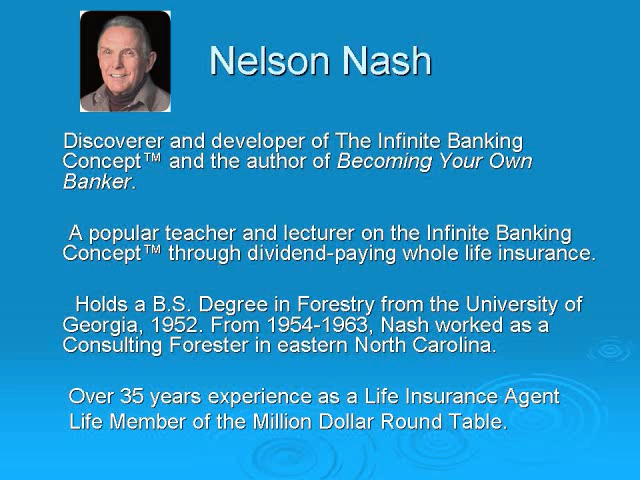 Nelson Nash
Discoverer and developer of The Infinite Banking
Concept™ and the author of Becoming Your Own
Banker.
A popular teacher and lecturer on the Infinite Banking
Concept™ through dividend-paying whole life insurance.
Holds a B.S. Degree in Forestry from the University of
Georgia, 1952. From 1954-1963, Nash worked as a
Consulting Forester in eastern North Carolina.
Over 35 years experience as a Life Insurance Agent
Life Member of the Million Dollar Round Table.